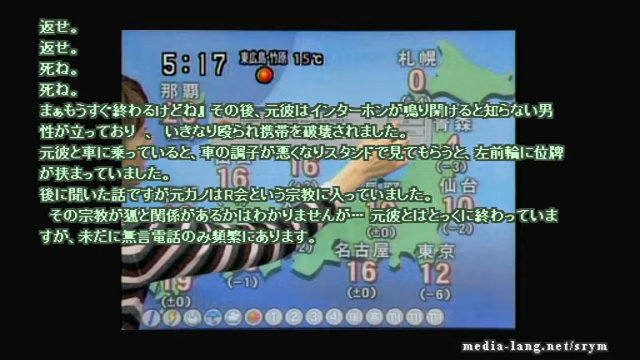 返せ。
返せ。
死ね。
死ね。
まぁもうすぐ終わるけどね』 その後、元彼はインターホンが鳴り開けると知らない男
性が立っており 、 いきなり殴られ携帯を破壊されました。
元彼と車に乗っていると、車の調子が悪くなりスタンドで見てもらうと、左前輪に位牌
が挟まっていました。
後に聞いた話ですが元カノはR会という宗教に入っていました。
その宗教が狐と関係があるかはわかりませんが… 元彼とはとっくに終わっていま
すが、未だに無言電話のみ頻繁にあります。
5:17 東広島・竹原 15℃
札幌
0
那覇
青森
4
(-3)
仙台
10
(-2)
(±0)
名古屋
16
(±0)
東京
12
(-6)
(-1)
19
(±0)
① ② ③ ④
media-lang.net/srym